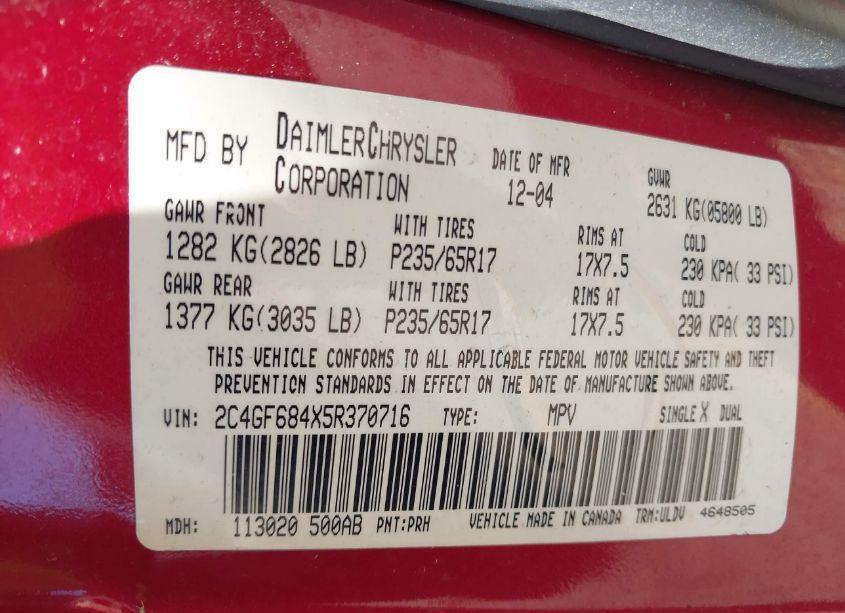 MFD BY DAIMLERCHRYSLER CORPORATION DATE OF MFR 12-04 GVWR 2631 KG(05800 LB)
GAWR FRONT WITH TIRES RIMS AT COLD
1282 KG(2826 LB) P235/65R17 17X7.5 230 KPA( 33 PSI)
GAWR REAR WITH TIRES RIMS AT COLD
1377 KG(3035 LB) P235/65R17 17X7.5 230 KPA( 33 PSI)
THIS VEHICLE CONFORMS TO ALL APPLICABLE FEDERAL MOTOR VEHICLE SAFETY AND THEFT
PREVENTION STANDARDS IN EFFECT ON THE DATE OF MANUFACTURE SHOWN ABOVE.
VIN: 2C4GF684X5R370716 TYPE: MPV SINGLE X DUAL
MDH: 113020 500AB PNT:PRH VEHICLE MADE IN CANADA TRM:ULDV 4648505